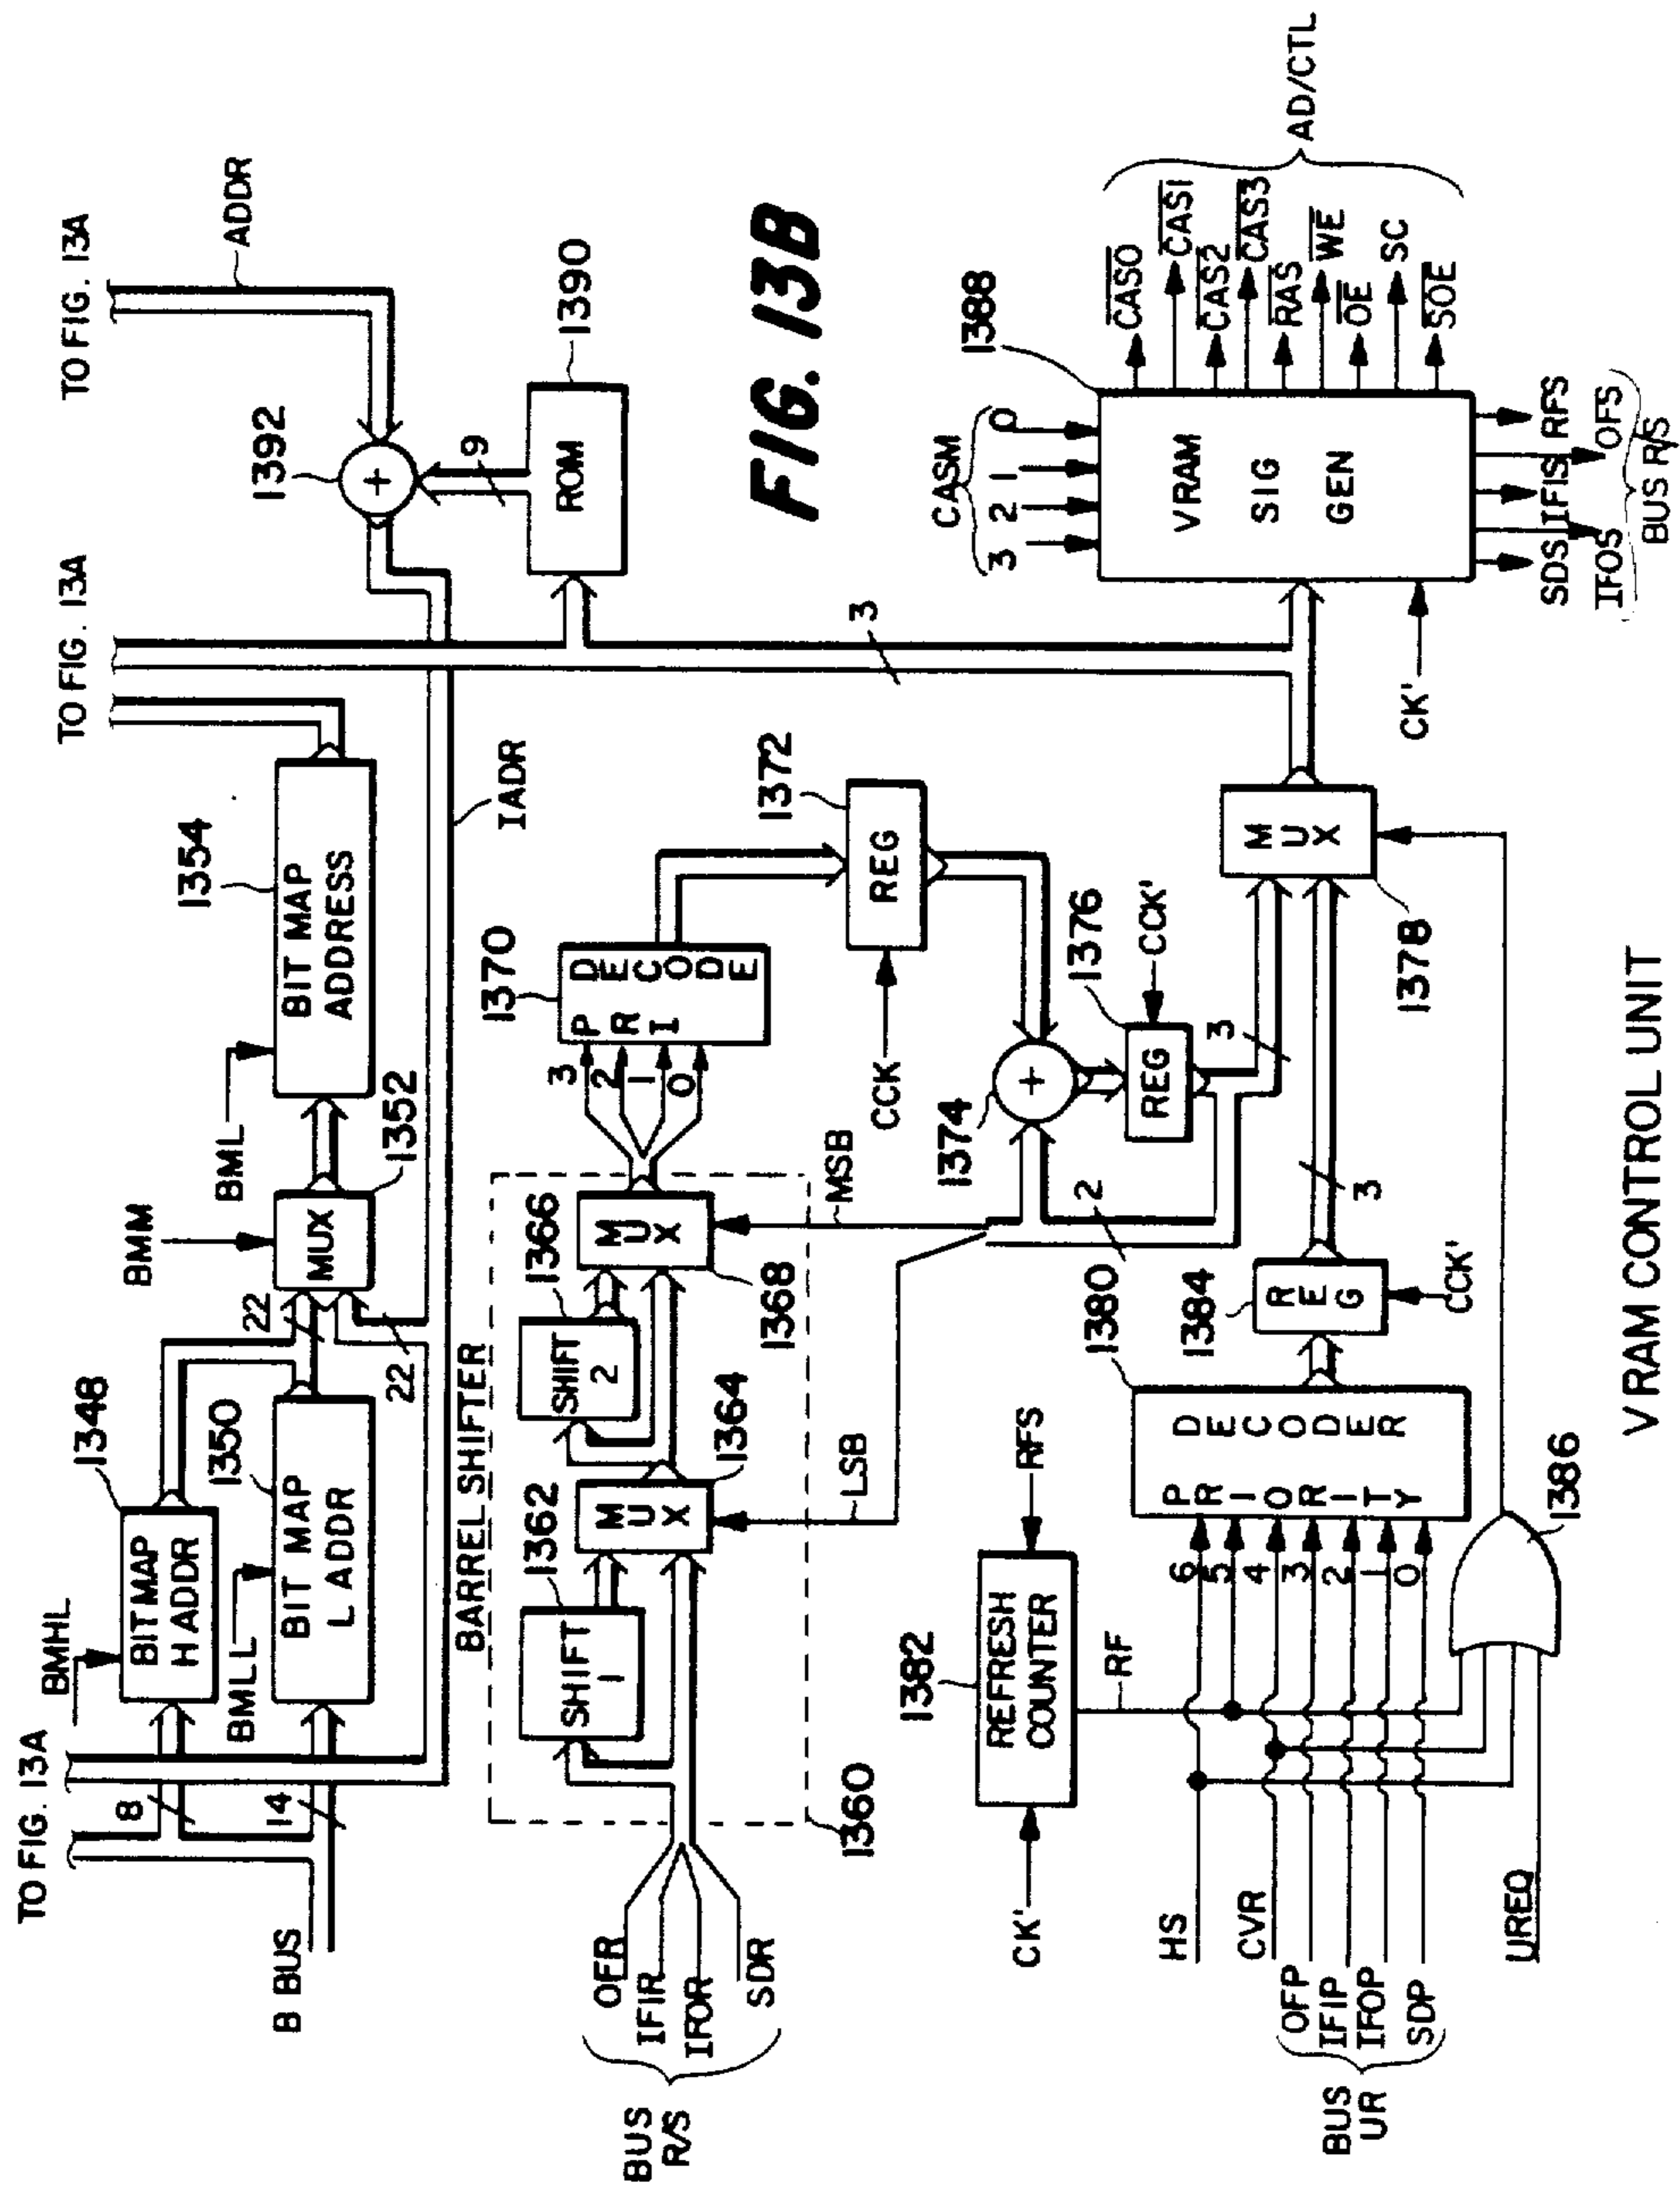 TO FIG. 13A
TO FIG. 13A
TO FIG. 13A
B BUS
8
14
BMHL
1348
BITMAP
H ADDR
BMLL
1350
BIT MAP
L ADDR
22
22
BMM
MUX
1352
BML
1354
BIT MAP
ADDRESS
IADR
1392
+
ADDR
9
ROM
1390
BARREL SHIFTER
BUS
R/S
OFR
IFIR
IFOR
SDR
1360
SHIFT
1
1362
MUX
1364
SHIFT
2
1366
MUX
1368
LSB
MSB
3
2
1
0
PRI
DECODE
1370
REG
1372
CCK
1374
+
REG
1376
CCK'
2
3
3
FIG. 13B
CK'
1382
REFRESH
COUNTER
RFS
RF
HS
CVR
BUS
UR
OFP
IFIP
IFOP
SDP
UREQ
6
5
4
3
2
1
0
PRIORITY
DECODER
1380
1384
REG
CCK'
3
1386
MUX
1378
CK'
CASM
3
2
1
0
VRAM
SIG
GEN
1388
CAS0
CAS1
CAS2
CAS3
RAS
WE
OE
SC
SOE
AD/CTL
SDS
IFOS
IFIS
OFS
RFS
BUS R/S
VRAM CONTROL UNIT